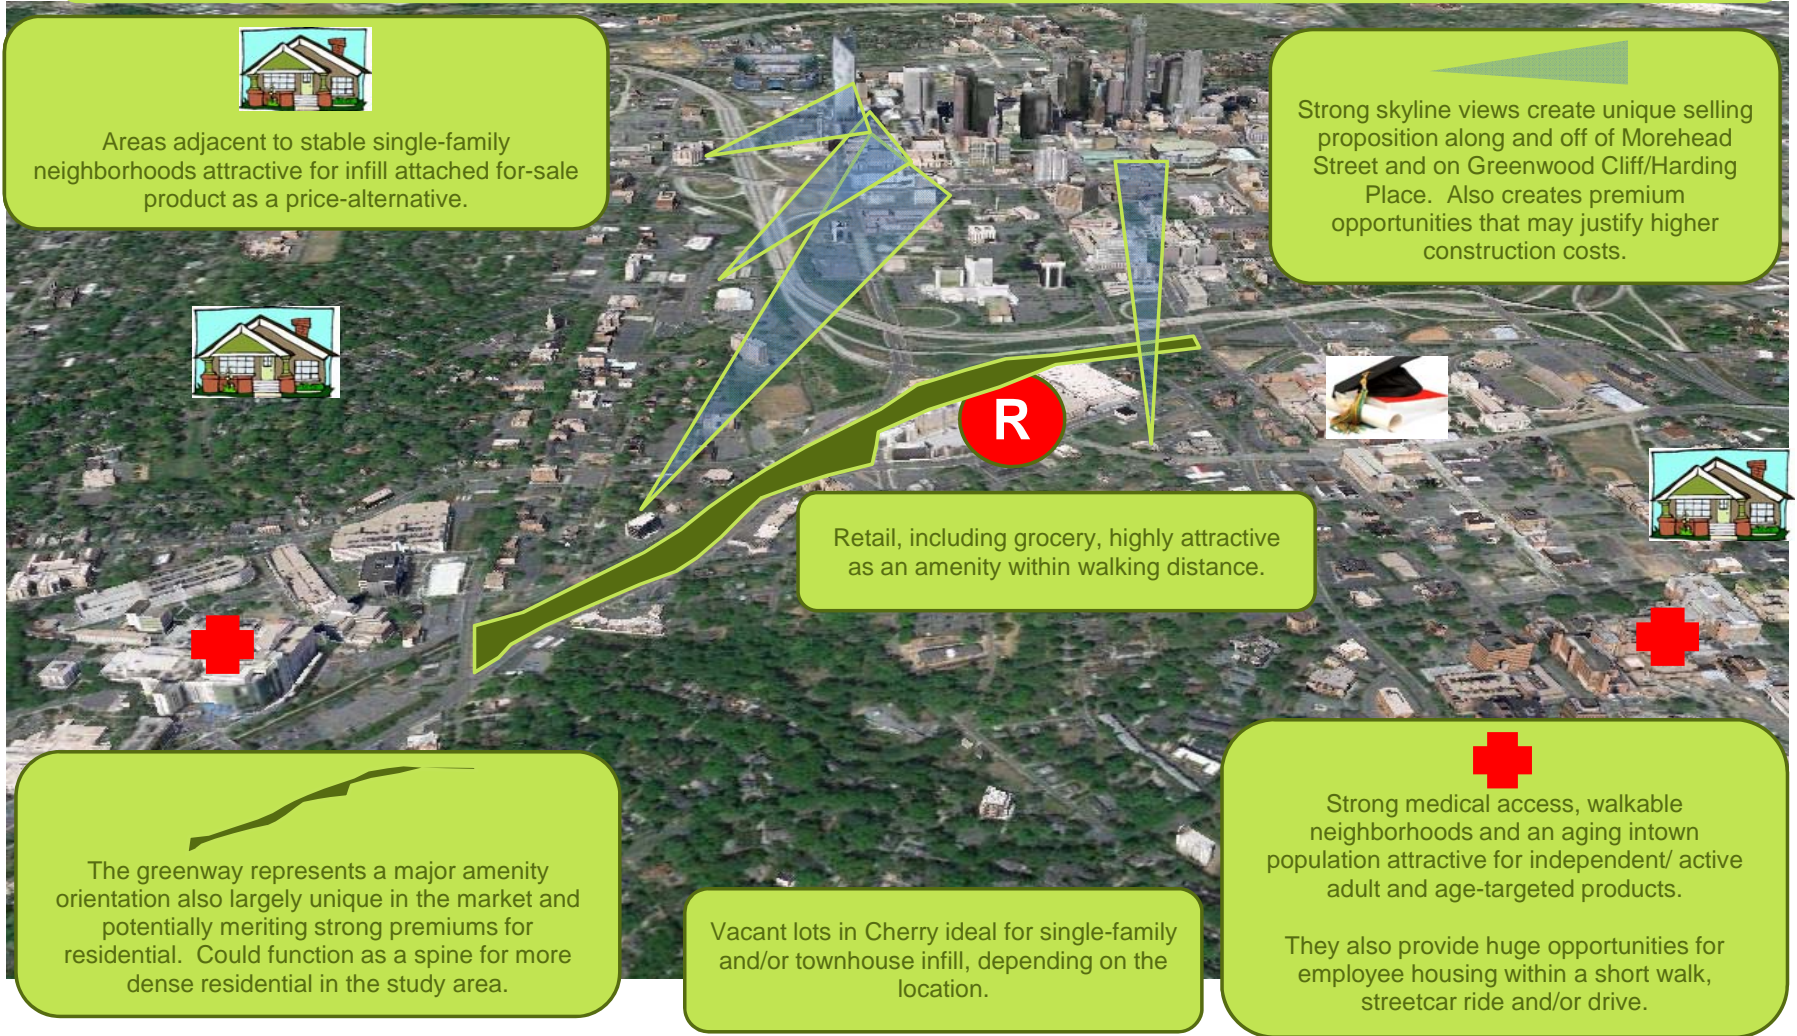 Areas adjacent to stable single-family
neighborhoods attractive for infill attached for-sale
product as a price-alternative.
Strong skyline views create unique selling
proposition along and off of Morehead
Street and on Greenwood Cliff/Harding
Place.  Also creates premium
opportunities that may justify higher
construction costs.
R
Retail, including grocery, highly attractive
as an amenity within walking distance.
The greenway represents a major amenity
orientation also largely unique in the market and
potentially meriting strong premiums for
residential.  Could function as a spine for more
dense residential in the study area.
Vacant lots in Cherry ideal for single-family
and/or townhouse infill, depending on the
location.
Strong medical access, walkable
neighborhoods and an aging intown
population attractive for independent/ active
adult and age-targeted products.
They also provide huge opportunities for
employee housing within a short walk,
streetcar ride and/or drive.